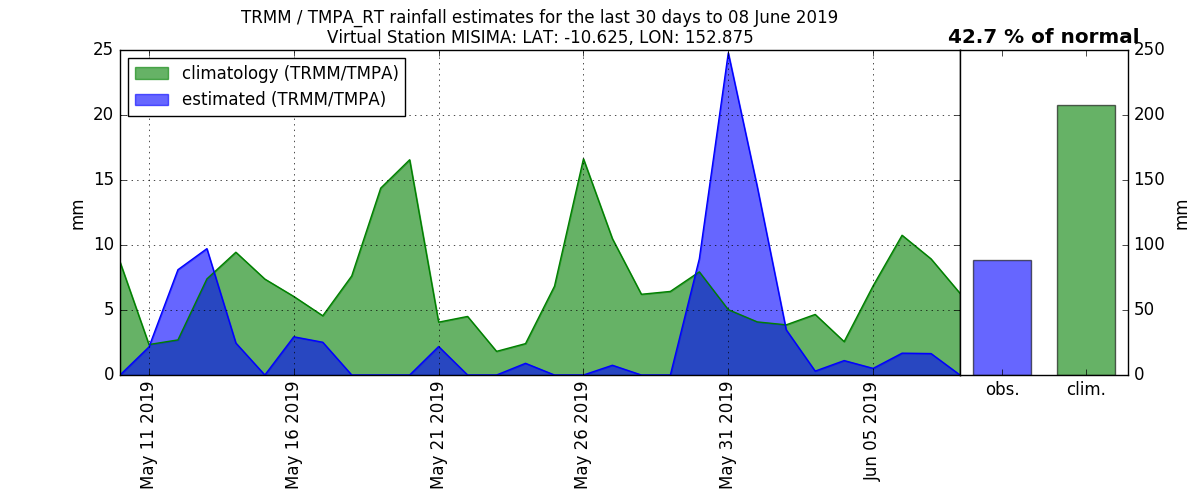 TRMM / TMPA_RT rainfall estimates for the last 30 days to 08 June 2019
Virtual Station MISIMA: LAT: -10.625, LON: 152.875
42.7 % of normal
climatology (TRMM/TMPA)
estimated (TRMM/TMPA)
25
20
15
10
5
0
mm
May 11 2019
May 16 2019
May 21 2019
May 26 2019
May 31 2019
Jun 05 2019
obs.
clim.
250
200
150
100
50
0
mm